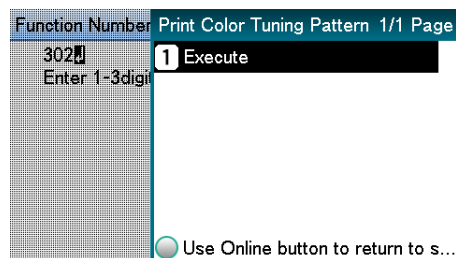 Function Number
302
Enter 1-3digi
Print Color Tuning Pattern 1/1 Page
1 Execute
Use Online button to return to s...